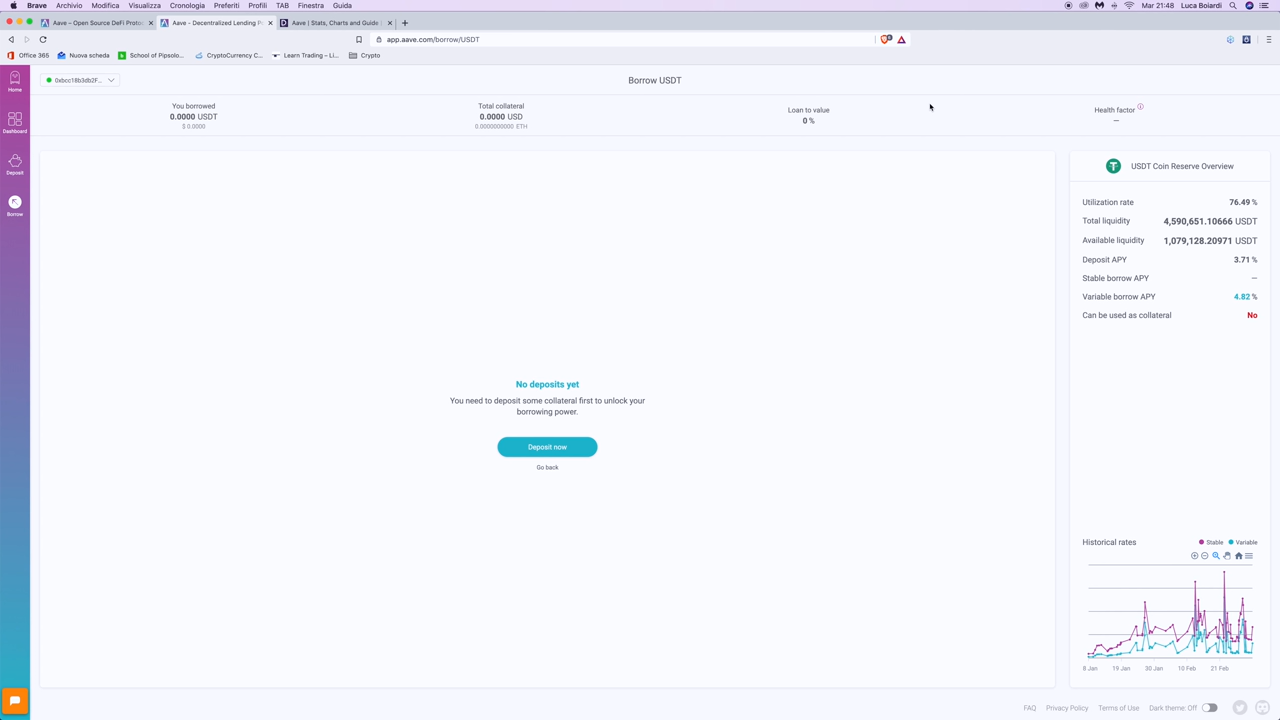 Brave Archivio Modifica Visualizza Cronologia Preferiti Profili TAB Finestra Guida Mar 21:48 Luca Boiardi
Aave – Open Source DeFi Proto Aave - Decentralized Lending Po Aave | Stats, Charts and Guide |
app.aave.com/borrow/USDT
Office 365 Nuova scheda School of Pipsolo... CryptoCurrency C... Learn Trading – Li... Crypto
Home
Dashboard
Deposit
Borrow
0xbcc18b3db2F...
Borrow USDT
You borrowed
0.0000 USDT
$ 0.0000
Total collateral
0.0000 USD
0.0000000000 ETH
Loan to value
0 %
Health factor
—
No deposits yet
You need to deposit some collateral first to unlock your
borrowing power.
Deposit now
Go back
USDT Coin Reserve Overview
Utilization rate 76.49 %
Total liquidity 4,590,651.10666 USDT
Available liquidity 1,079,128.20971 USDT
Deposit APY 3.71 %
Stable borrow APY —
Variable borrow APY 4.82 %
Can be used as collateral No
Historical rates Stable Variable
8 Jan 19 Jan 30 Jan 10 Feb 21 Feb
FAQ Privacy Policy Terms of Use Dark theme: Off